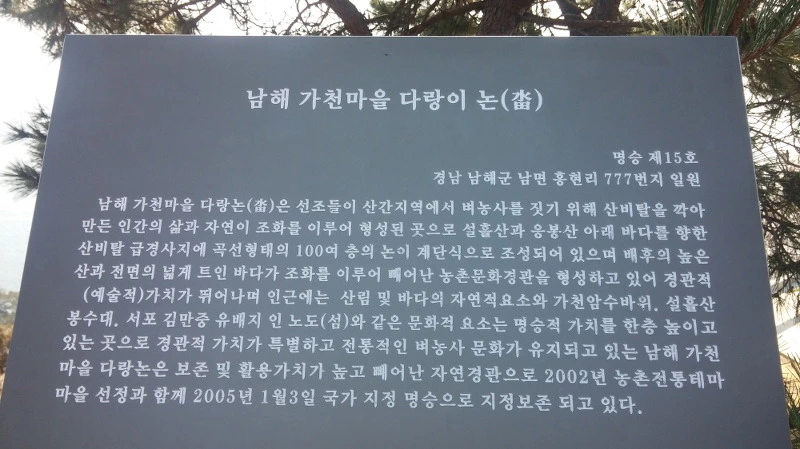 남해 가천마을 다랑이 논(畓)
명승 제15호
경남 남해군 남면 홍현리 777번지 일원
남해 가천마을 다랑논(畓)은 선조들이 산간지역에서 벼농사를 짓기 위해 산비탈을 깍아
만든 인간의 삶과 자연이 조화를 이루어 형성된 곳으로 설흘산과 응봉산 아래 바다를 향한
산비탈 급경사지에 곡선형태의 100여 층의 논이 계단식으로 조성되어 있으며 배후의 높은
산과 전면의 넓게 트인 바다가 조화를 이루어 빼어난 농촌문화경관을 형성하고 있어 경관적
(예술적)가치가 뛰어나며 인근에는 산림 및 바다의 자연적요소와 가천암수바위. 설흘산
봉수대. 서포 김만중 유배지 인 노도(섬)와 같은 문화적 요소는 명승적 가치를 한층 높이고
있는 곳으로 경관적 가치가 특별하고 전통적인 벼농사 문화가 유지되고 있는 남해 가천
마을 다랑논은 보존 및 활용가치가 높고 빼어난 자연경관으로 2002년 농촌전통테마
마을 선정과 함께 2005년 1월3일 국가 지정 명승으로 지정보존 되고 있다.